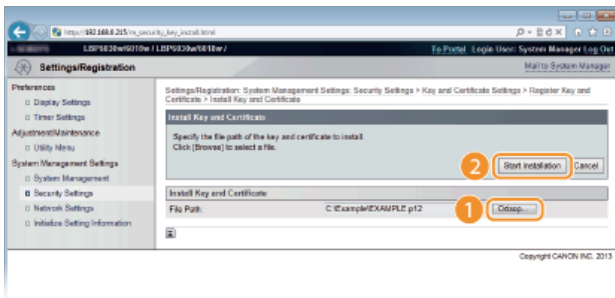 http://192.168.0.215/m_security_key_install.html
LBP6030w/6018w / LBP6030w/6018w /
To Portal Login User: System Manager Log Out
Settings/Registration
Mail to System Manager
Preferences
Display Settings
Timer Settings
Adjustment/Maintenance
Utility Menu
System Management Settings
System Management
Security Settings
Network Settings
Initialize Setting Information
Settings/Registration: System Management Settings: Security Settings > Key and Certificate Settings > Register Key and
Certificate > Install Key and Certificate
Install Key and Certificate
Specify the file path of the key and certificate to install.
Click [Browse] to select a file.
2
Start Installation
Cancel
Install Key and Certificate
File Path:
C:\Example\EXAMPLE.p12
1
Copyright CANON INC. 2013